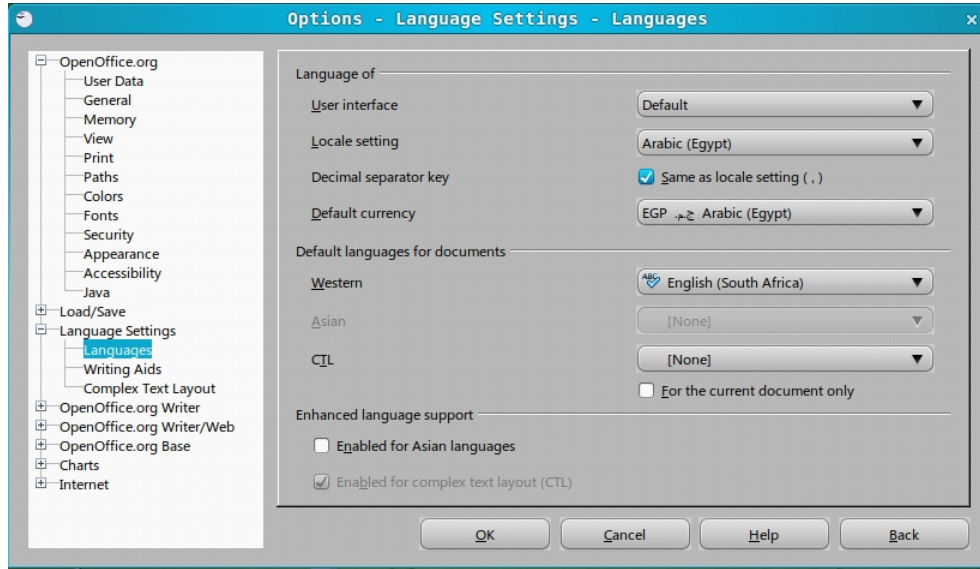 Options - Language Settings - Languages
OpenOffice.org
User Data
General
Memory
View
Print
Paths
Colors
Fonts
Security
Appearance
Accessibility
Java
Load/Save
Language Settings
Languages
Writing Aids
Complex Text Layout
OpenOffice.org Writer
OpenOffice.org Writer/Web
OpenOffice.org Base
Charts
Internet
Language of
User interface
Default
Locale setting
Arabic (Egypt)
Decimal separator key
Same as locale setting ( , )
Default currency
EGP ج.م. Arabic (Egypt)
Default languages for documents
Western
ABC English (South Africa)
Asian
[None]
CTL
[None]
For the current document only
Enhanced language support
Enabled for Asian languages
Enabled for complex text layout (CTL)
OK Cancel Help Back